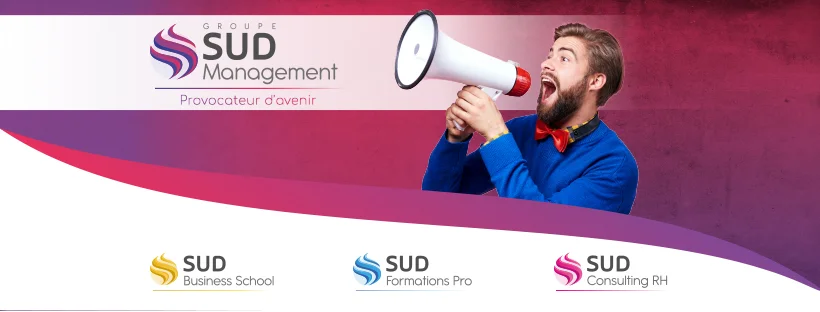 GROUPE
SUD
Management
Provocateur d'avenir
SUD
Business School
SUD
Formations Pro
SUD
Consulting RH